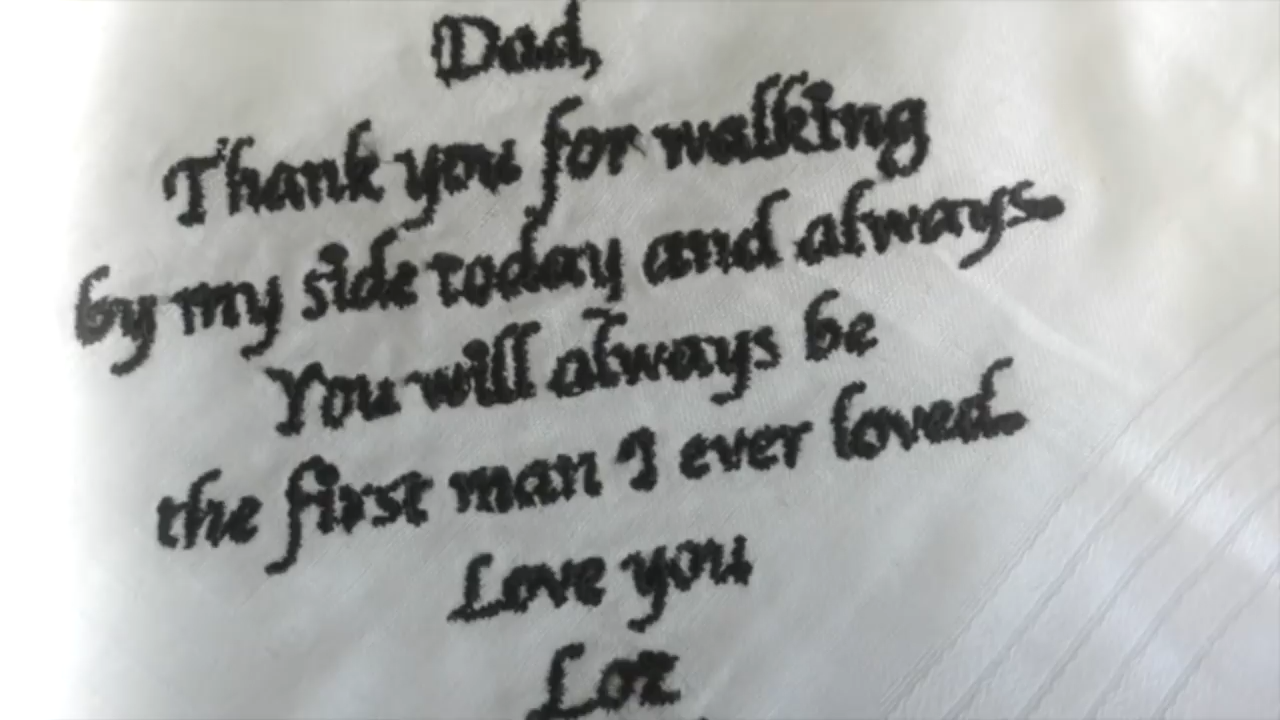 Dad,
Thank you for walking
by my side today and always.
You will always be
the first man I ever loved.
Love you
Loz